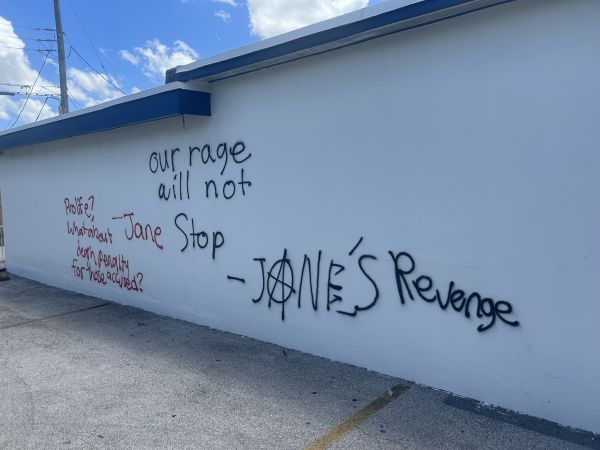 our rage
will not
Stop
- JANE'S Revenge
Prolife?
What about
death penalty
for those accused?
- Jane